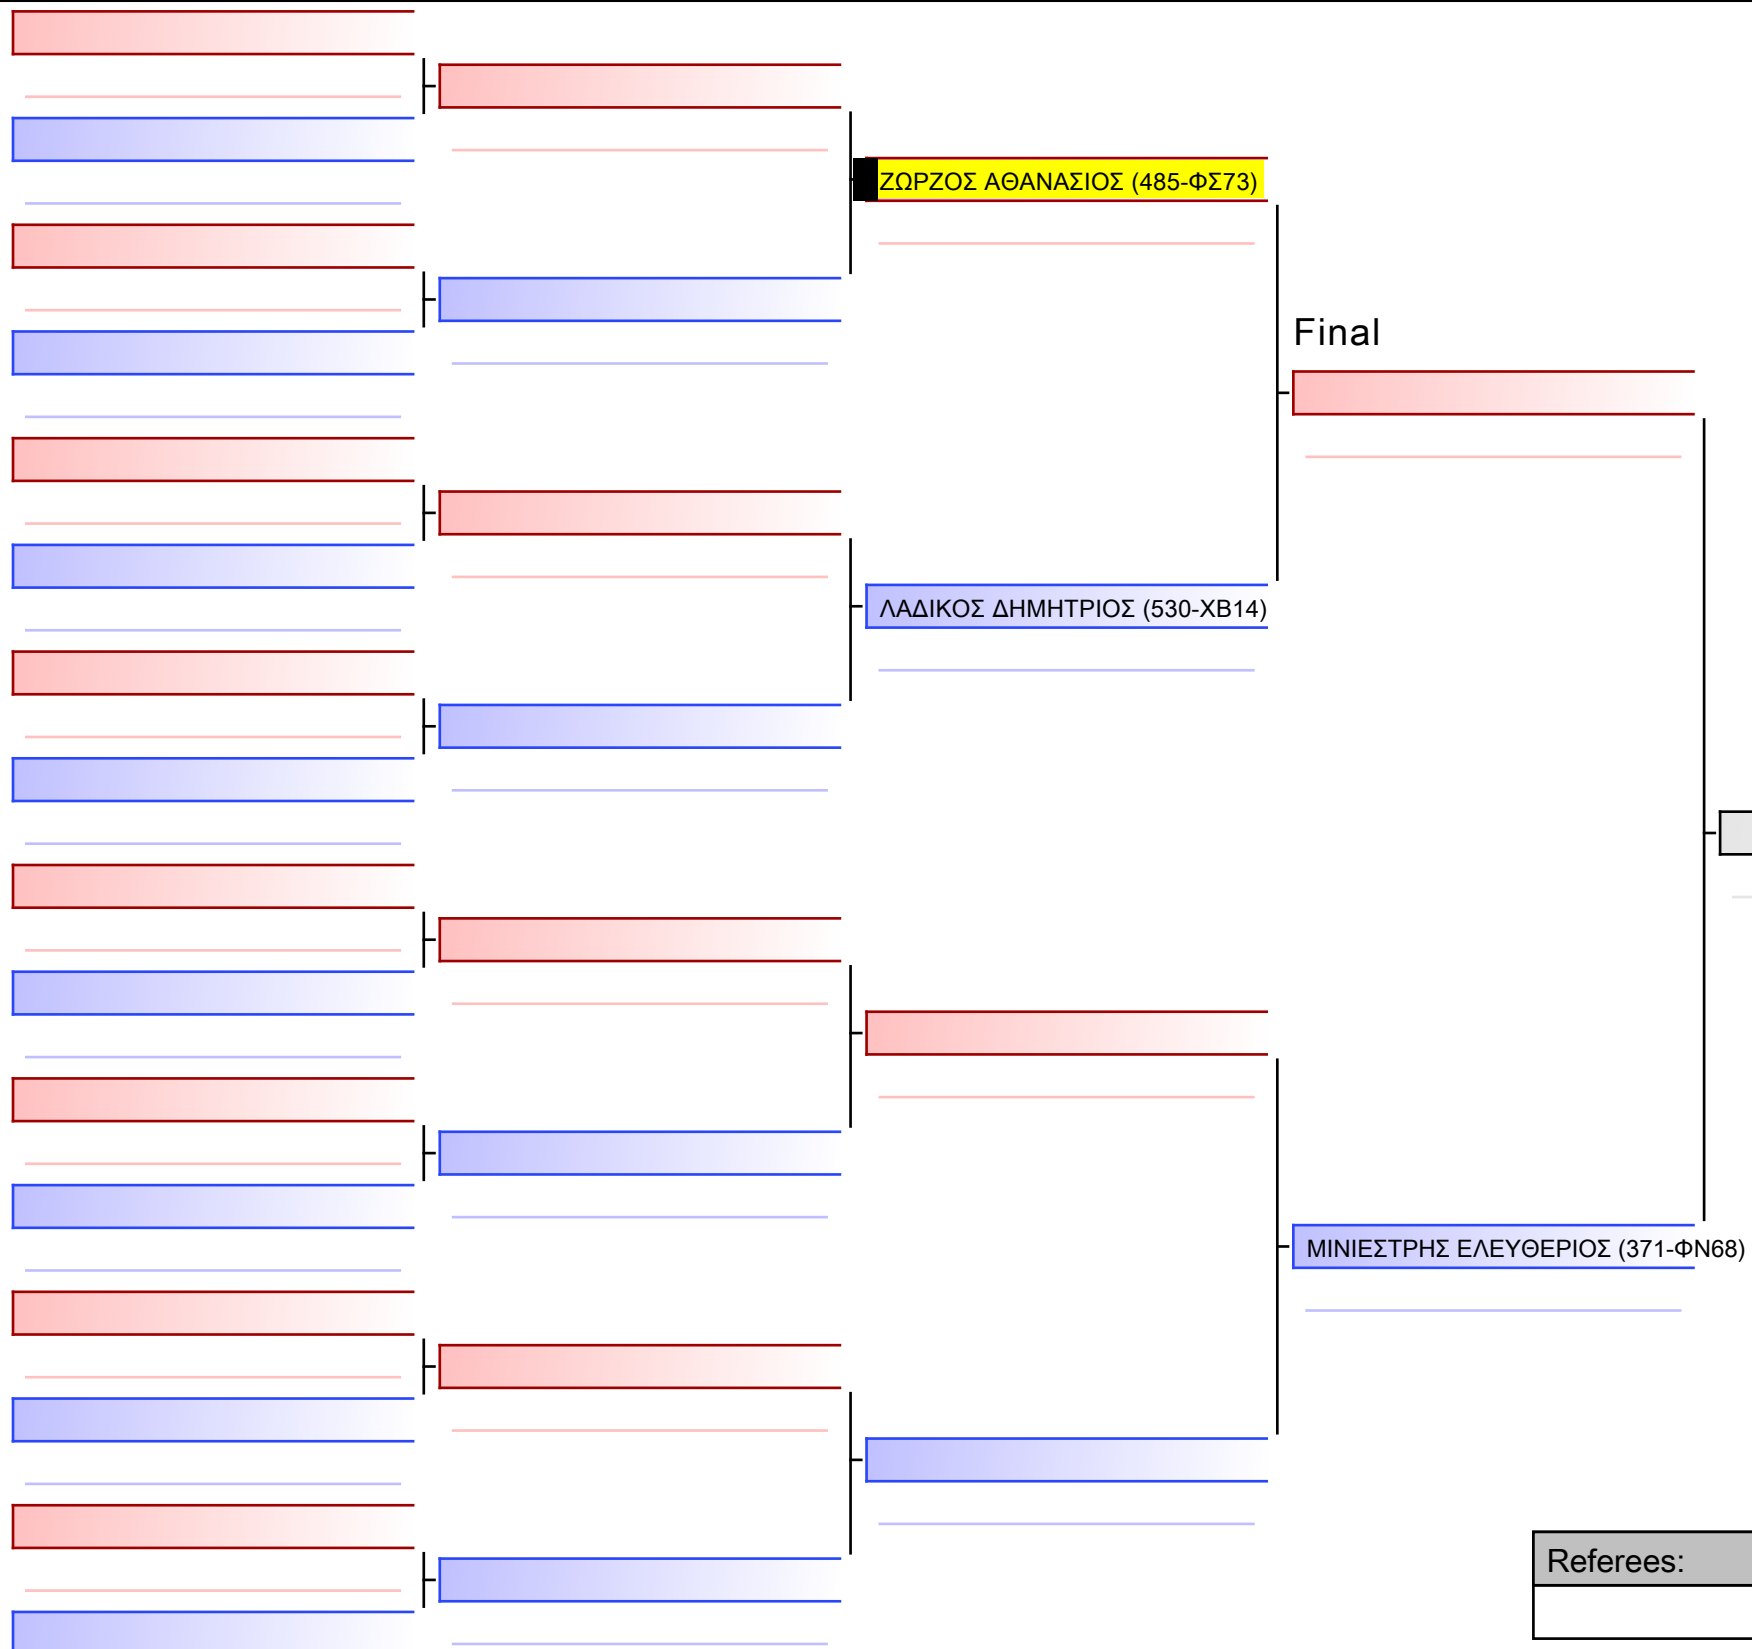 ΖΩΡΖΟΣ ΑΘΑΝΑΣΙΟΣ (485-ΦΣ73)
Final
ΛΑΔΙΚΟΣ ΔΗΜΗΤΡΙΟΣ (530-ΧΒ14)
ΜΙΝΙΕΣΤΡΗΣ ΕΛΕΥΘΕΡΙΟΣ (371-ΦΝ68)
Referees: